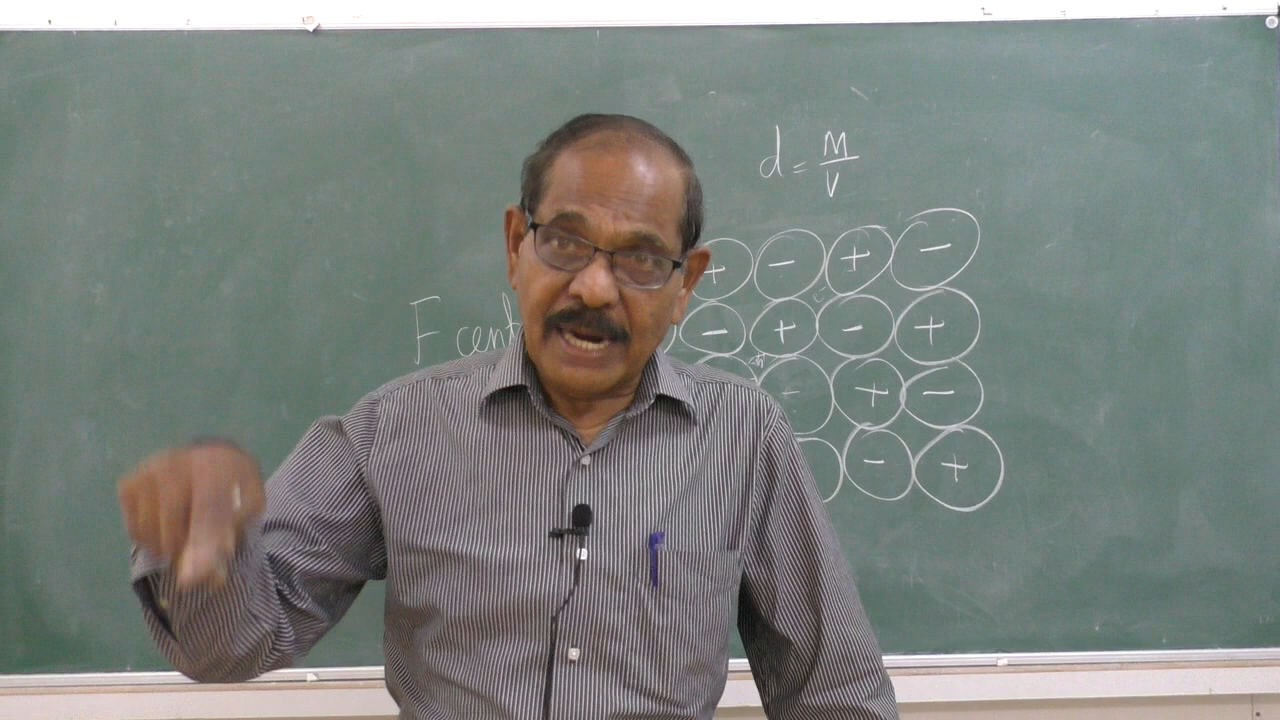 d = M/V
+ - + -
- + - +
- + -
- +
F cent